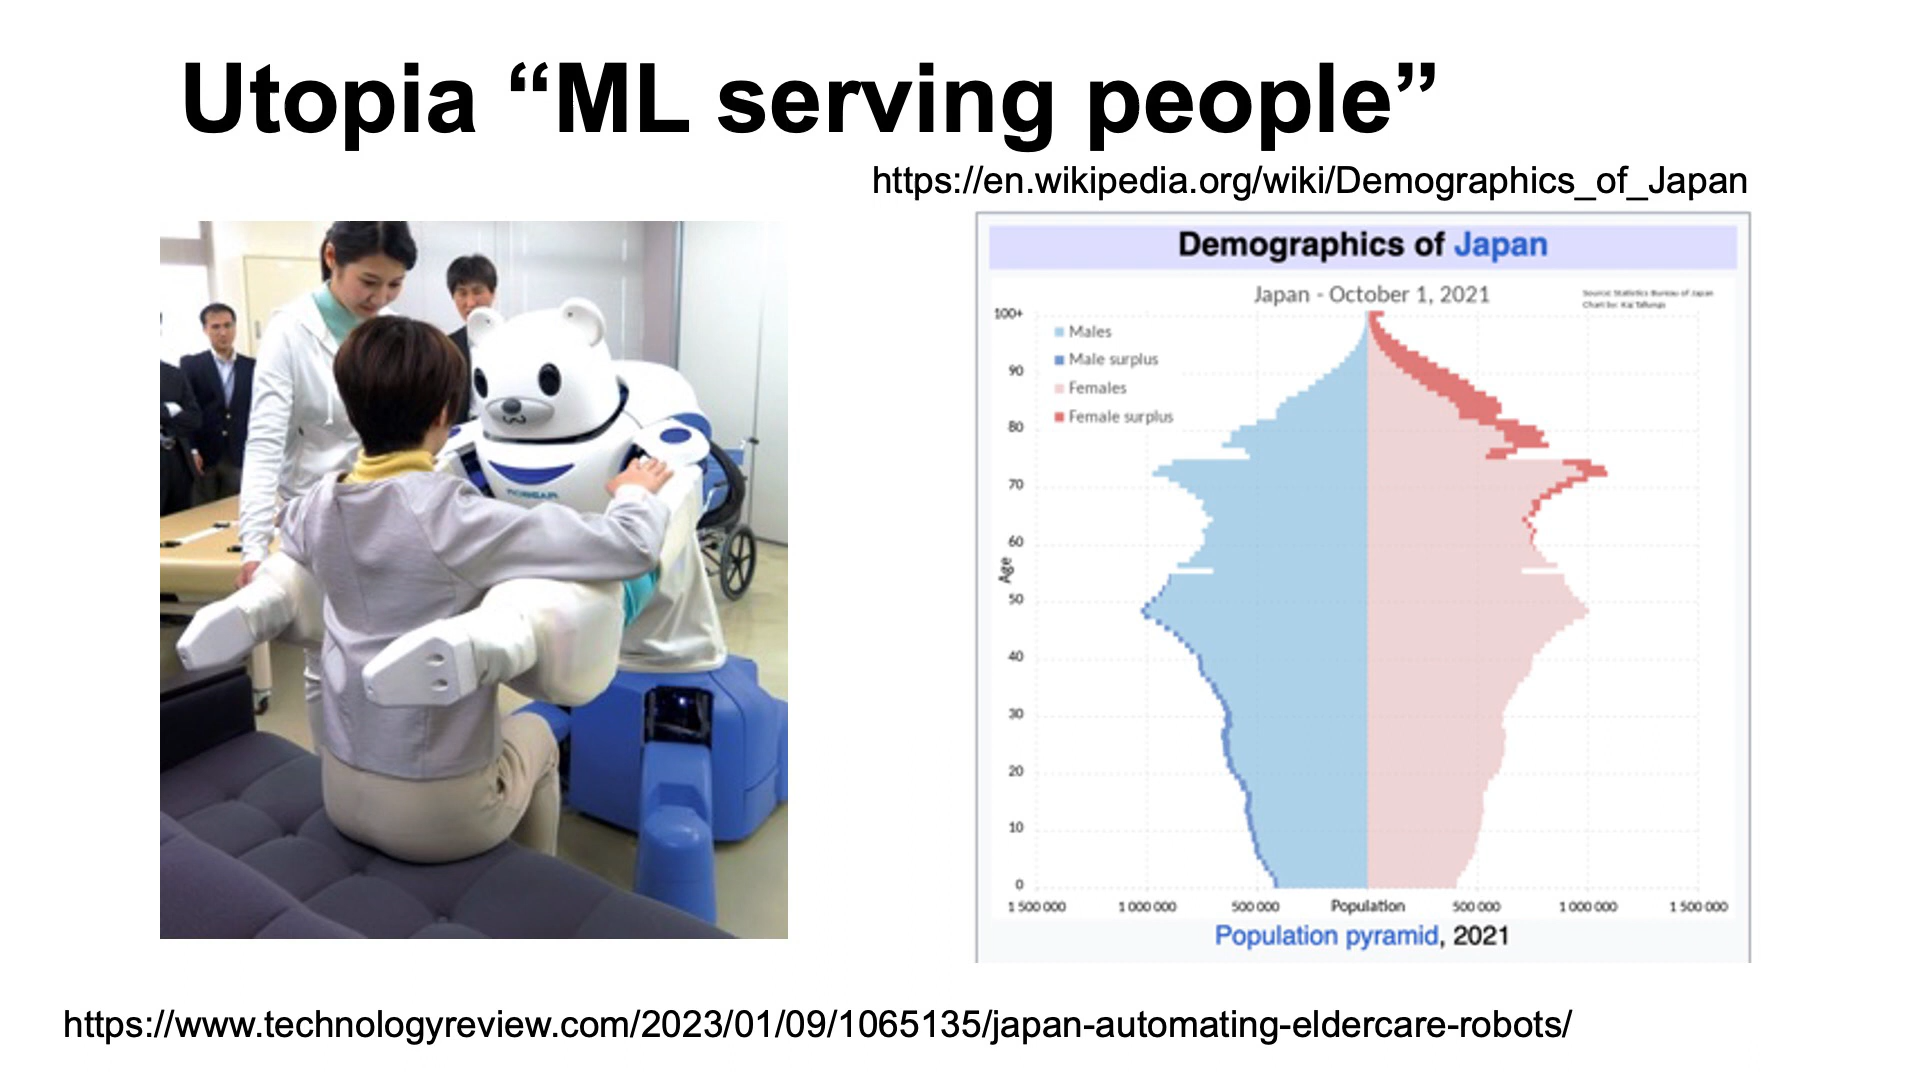 Utopia “ML serving people”
https://en.wikipedia.org/wiki/Demographics_of_Japan
Demographics of Japan
Japan - October 1, 2021
Source: Statistics Bureau of Japan
Chart by: Kaj Tallungs
100+
Males
Male surplus
90
Females
Female surplus
80
70
60
Age
50
40
30
20
10
0
1 500 000 1 000 000 500 000 Population 500 000 1 000 000 1 500 000
Population pyramid, 2021
https://www.technologyreview.com/2023/01/09/1065135/japan-automating-eldercare-robots/